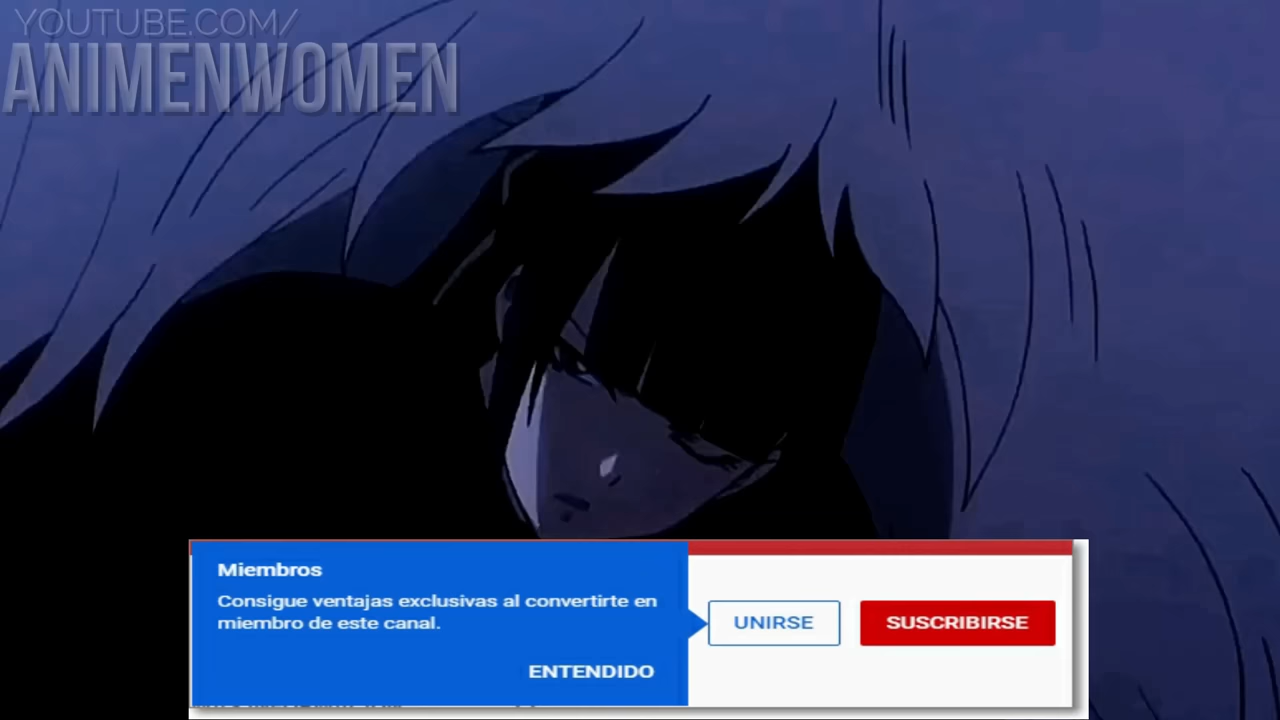 YOUTUBE.COM/
ANIMENWOMEN
Miembros
Consigue ventajas exclusivas al convertirte en
miembro de este canal.
UNIRSE
SUSCRIBIRSE
ENTENDIDO